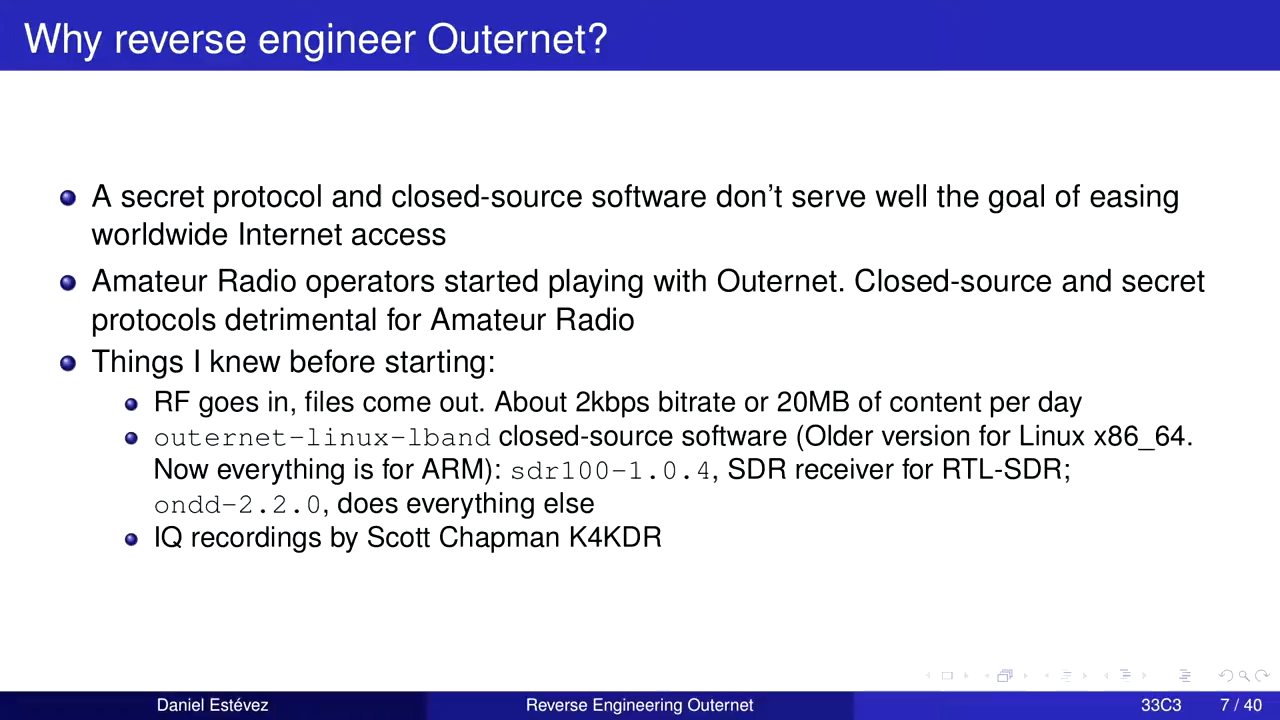 Why reverse engineer Outernet?
A secret protocol and closed-source software don't serve well the goal of easing
worldwide Internet access
Amateur Radio operators started playing with Outernet. Closed-source and secret
protocols detrimental for Amateur Radio
Things I knew before starting:
RF goes in, files come out. About 2kbps bitrate or 20MB of content per day
outernet-linux-lband closed-source software (Older version for Linux x86_64.
Now everything is for ARM): sdr100-1.0.4, SDR receiver for RTL-SDR;
ondd-2.2.0, does everything else
IQ recordings by Scott Chapman K4KDR
Daniel Estévez Reverse Engineering Outernet 33C3 7 / 40